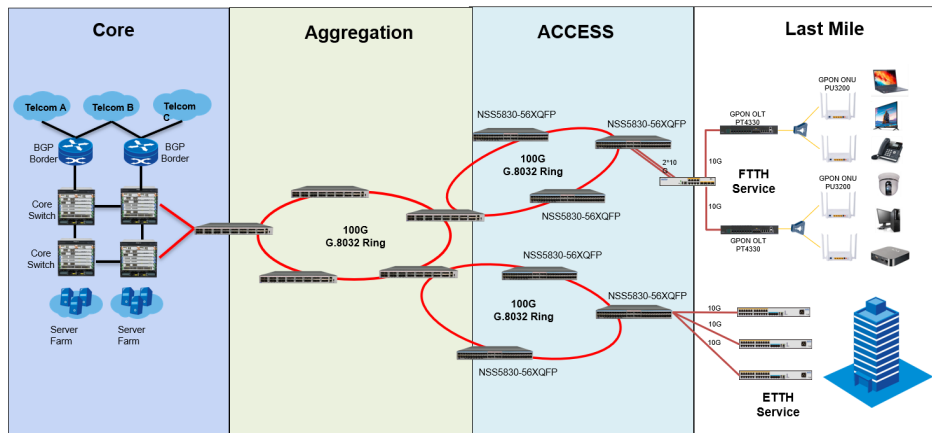 Core
Aggregation
ACCESS
Last Mile
Telcom A
Telcom B
Telcom
C
BGP
Border
BGP
Border
Core
Switch
Core
Switch
Server
Farm
Server
Farm
100G
G.8032 Ring
NSS5830-56XQFP
NSS5830-56XQFP
100G
G.8032 Ring
NSS5830-56XQFP
2*10
G
NSS5830-56XQFP
NSS5830-56XQFP
100G
G.8032 Ring
NSS5830-56XQFP
GPON OLT
PT4330
GPON ONU
PU3200
10G
FTTH
Service
10G
GPON ONU
PU3200
GPON OLT
PT4330
10G
10G
10G
ETTH
Service